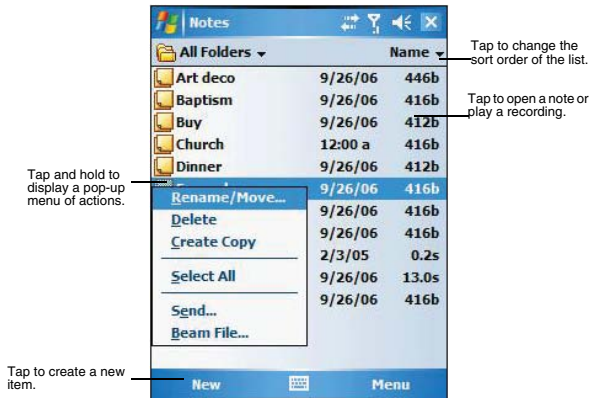 Notes
All Folders Name
Tap to change the
sort order of the list.
Art deco 9/26/06 446b
Baptism 9/26/06 416b
Tap to open a note or
play a recording.
Buy 9/26/06 412b
Church 12:00 a 416b
Dinner 9/26/06 412b
Tap and hold to
display a pop-up
menu of actions.
9/26/06 416b
Rename/Move...
9/26/06 416b
Delete
9/26/06 416b
Create Copy
2/3/05 0.2s
Select All 9/26/06 13.0s
9/26/06 416b
Send...
Beam File...
Tap to create a new
item.
New Menu